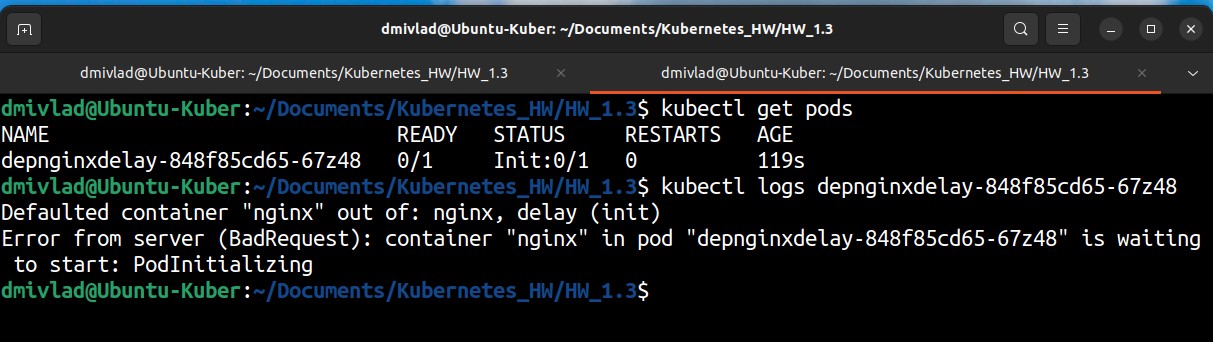 dmivlad@Ubuntu-Kuber: ~/Documents/Kubernetes_HW/HW_1.3
dmivlad@Ubuntu-Kuber: ~/Documents/Kubernetes_HW/HW_1.3 dmivlad@Ubuntu-Kuber: ~/Documents/Kubernetes_HW/HW_1.3
dmivlad@Ubuntu-Kuber:~/Documents/Kubernetes_HW/HW_1.3$ kubectl get pods
NAME READY STATUS RESTARTS AGE
depnginxdelay-848f85cd65-67z48 0/1 Init:0/1 0 119s
dmivlad@Ubuntu-Kuber:~/Documents/Kubernetes_HW/HW_1.3$ kubectl logs depnginxdelay-848f85cd65-67z48
Defaulted container "nginx" out of: nginx, delay (init)
Error from server (BadRequest): container "nginx" in pod "depnginxdelay-848f85cd65-67z48" is waiting
to start: PodInitializing
dmivlad@Ubuntu-Kuber:~/Documents/Kubernetes_HW/HW_1.3$